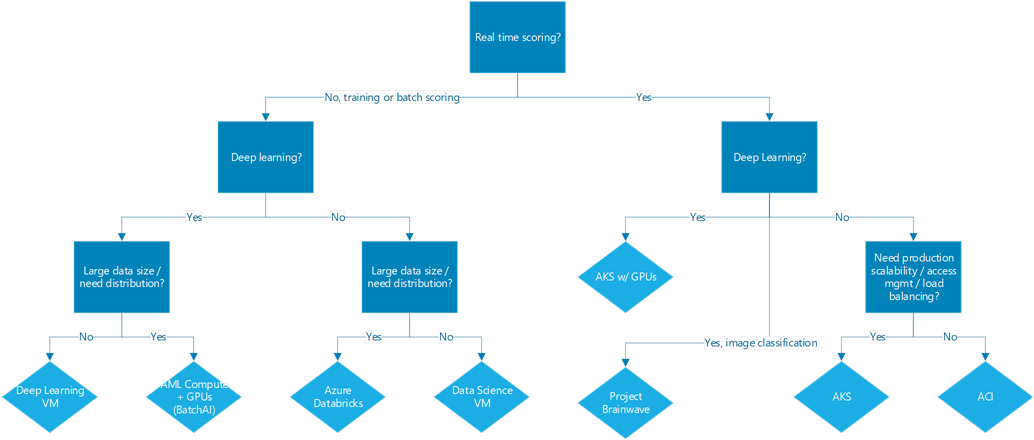 Real time scoring?
No, training or batch scoring
Yes
Deep learning?
Deep Learning?
Yes
No
Yes
No
Large data size /
need distribution?
Large data size /
need distribution?
AKS w/ GPUs
Need production
scalability / access
mgmt / load
balancing?
No
Yes
Yes
No
Yes, image classification
Yes
No
Deep Learning
VM
AML Compute
+ GPUs
(BatchAI)
Azure
Databricks
Data Science
VM
Project
Brainwave
AKS
ACI